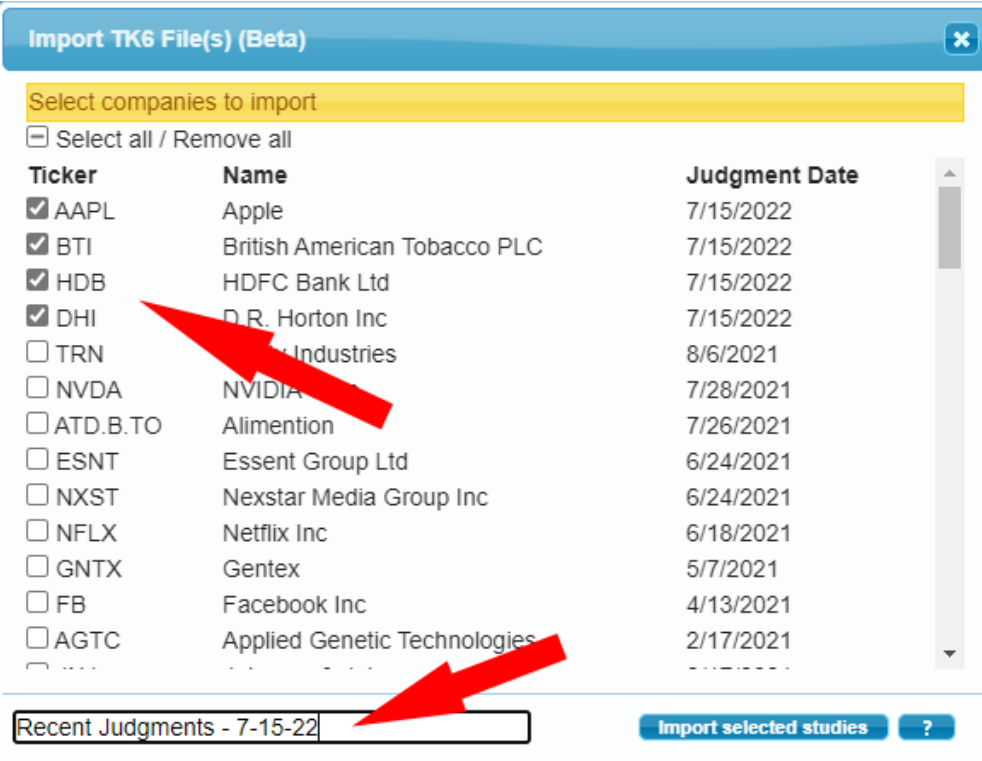 Import TK6 File(s) (Beta)
Select companies to import
Select all / Remove all
Ticker Name Judgment Date
AAPL Apple 7/15/2022
BTI British American Tobacco PLC 7/15/2022
HDB HDFC Bank Ltd 7/15/2022
DHI D.R. Horton Inc 7/15/2022
TRN Industries 8/6/2021
NVDA NVIDIA 7/28/2021
ATD.B.TO Alimention 7/26/2021
ESNT Essent Group Ltd 6/24/2021
NXST Nexstar Media Group Inc 6/24/2021
NFLX Netflix Inc 6/18/2021
GNTX Gentex 5/7/2021
FB Facebook Inc 4/13/2021
AGTC Applied Genetic Technologies 2/17/2021
Recent Judgments - 7-15-22
Import selected studies ?